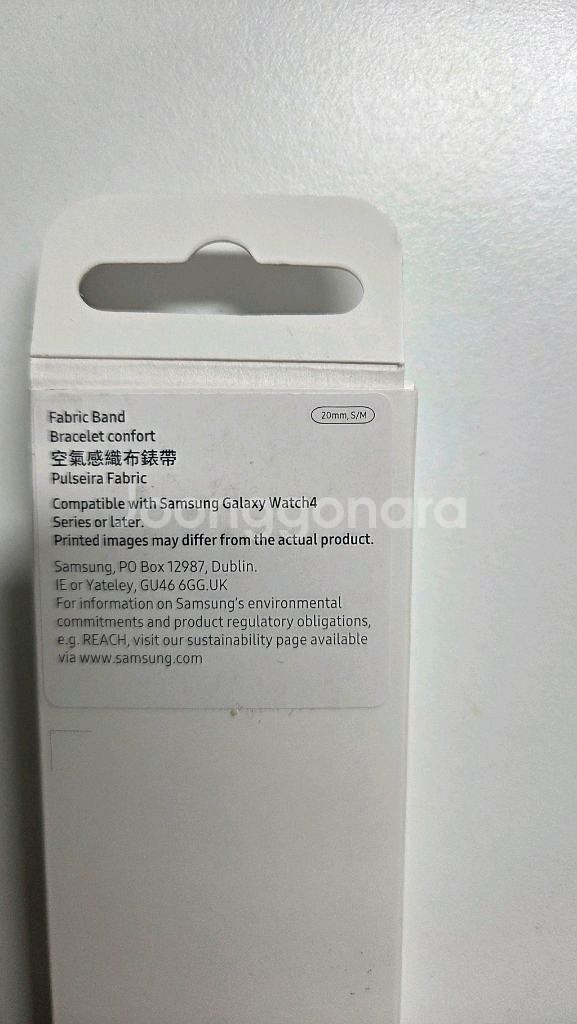 Fabric Band
20mm, S/M
Bracelet confort
空氣感織布錶帶
Pulseira Fabric
Compatible with Samsung Galaxy Watch4
Series or later.
Printed images may differ from the actual product.
Samsung, PO Box 12987, Dublin.
IE or Yateley, GU46 6GG.UK
For information on Samsung's environmental
commitments and product regulatory obligations,
e.g. REACH, visit our sustainability page available
via www.samsung.com
Joonggonara